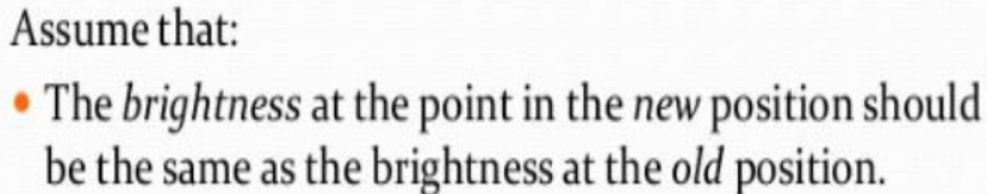 Assume that:
• The brightness at the point in the new position should
be the same as the brightness at the old position.